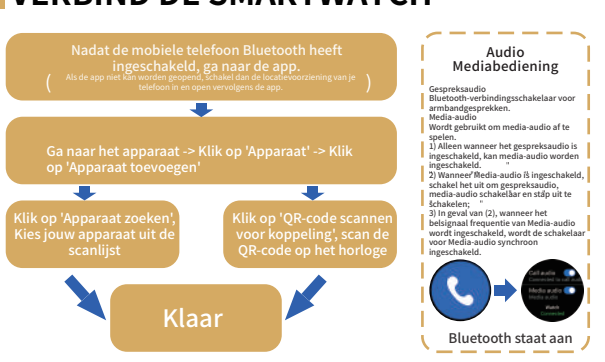 VERBIND DE SMARTWATCH
Nadat de mobiele telefoon Bluetooth heeft
ingeschakeld, ga naar de app.
( Als de app niet kan worden geopend, schakel dan de locatievoorziening van je
telefoon in en open vervolgens de app. )
Ga naar het apparaat -> Klik op 'Apparaat' -> Klik
op 'Apparaat toevoegen'
Klik op 'Apparaat zoeken',
Kies jouw apparaat uit de
scanlijst
Klik op 'QR-code scannen
voor koppeling', scan de
QR-code op het horloge
Klaar
Audio
Mediabediening
Gespreksaudio
Bluetooth-verbindingsschakelaar voor
armbandgesprekken.
Media-audio
Wordt gebruikt om media-audio af te
spelen.
1) Alleen wanneer het gespreksaudio is
ingeschakeld, kan media-audio worden
ingeschakeld. "
2) Wanneer "Media-audio is ingeschakeld,
schakel het uit om gespreksaudio,
media-audio schakelaar en stap uit te
schakelen; "
3) In geval van (2), wanneer het
belsignaal frequentie van Media-audio
wordt ingeschakeld, wordt de schakelaar
voor Media-audio synchroon
ingeschakeld.
Call audio
Connected to call audio
Media audio
Media audio
Connected
Bluetooth staat aan